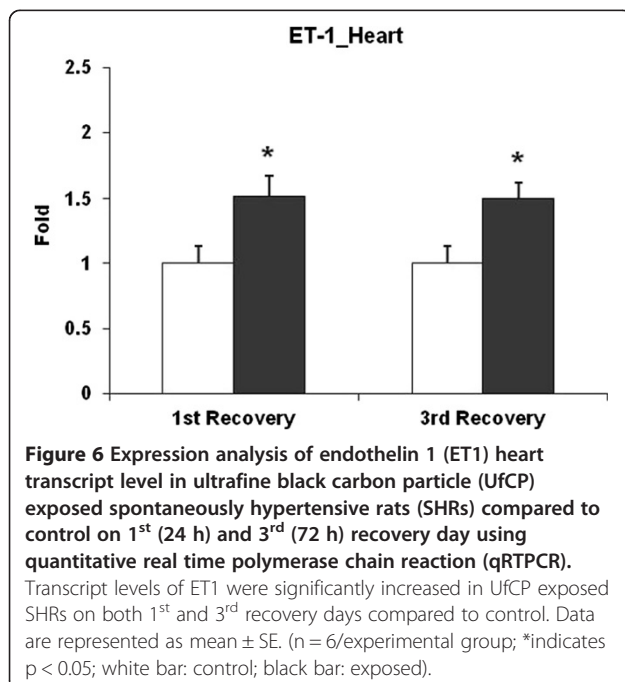 ET-1_Heart
2.5
2
1.5
1
0.5
0
Fold
*
*
1st Recovery
3rd Recovery
Figure 6 Expression analysis of endothelin 1 (ET1) heart
transcript level in ultrafine black carbon particle (UfCP)
exposed spontaneously hypertensive rats (SHRs) compared to
control on 1st (24 h) and 3rd (72 h) recovery day using
quantitative real time polymerase chain reaction (qRTPCR).
Transcript levels of ET1 were significantly increased in UfCP exposed
SHRs on both 1st and 3rd recovery days compared to control. Data
are represented as mean ± SE. (n = 6/experimental group; *indicates
p < 0.05; white bar: control; black bar: exposed).